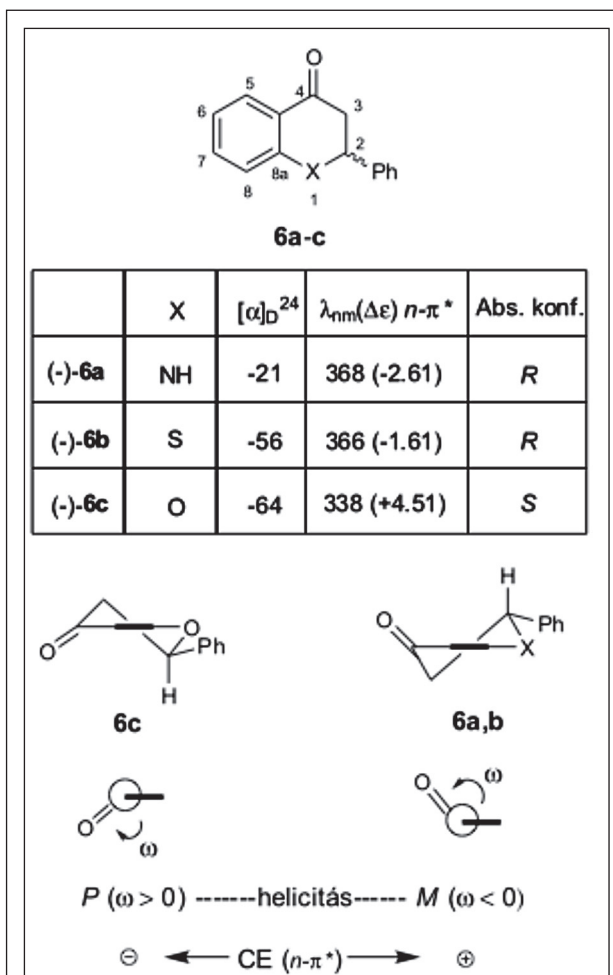 O
5
4
3
6
2
7
8a
X
Ph
8
1
6a-c
X [α]D²⁴ λnm(Δε) n-π* Abs. konf.
(-)-6a NH -21 368 (-2.61) R
(-)-6b S -56 366 (-1.61) R
(-)-6c O -64 338 (+4.51) S
O
O
Ph
H
6c
H
O
Ph
X
6a,b
O
ω
O
ω
P (ω > 0) -------helicitás------ M (ω < 0)
⊖ ← CE (n-π*) → ⊕